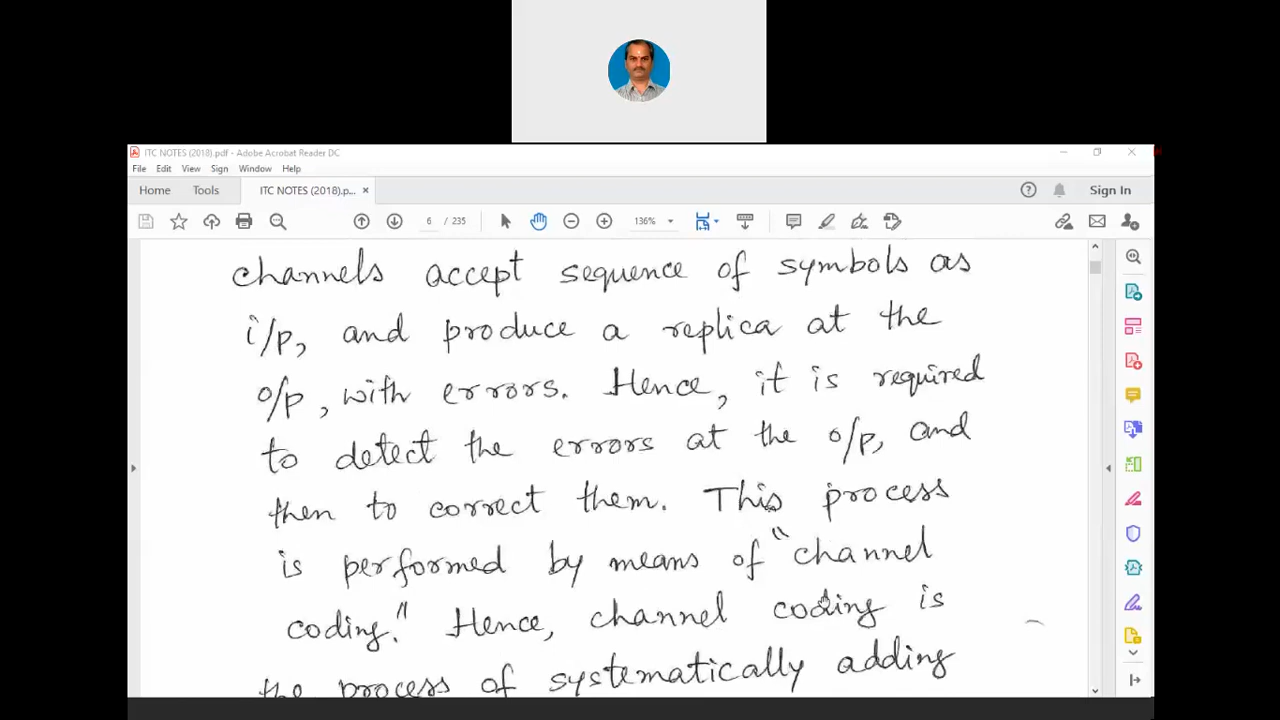 ITC NOTES (2018).pdf - Adobe Acrobat Reader DC
File Edit View Sign Window Help
Home Tools ITC NOTES (2018).p... × Sign In
6 / 235 136%
channels accept sequence of symbols as
i/p, and produce a replica at the
o/p, with errors. Hence, it is required
to detect the errors at the o/p, and
then to correct them. This process
is performed by means of "channel
coding." Hence, channel coding is
the process of systematically adding